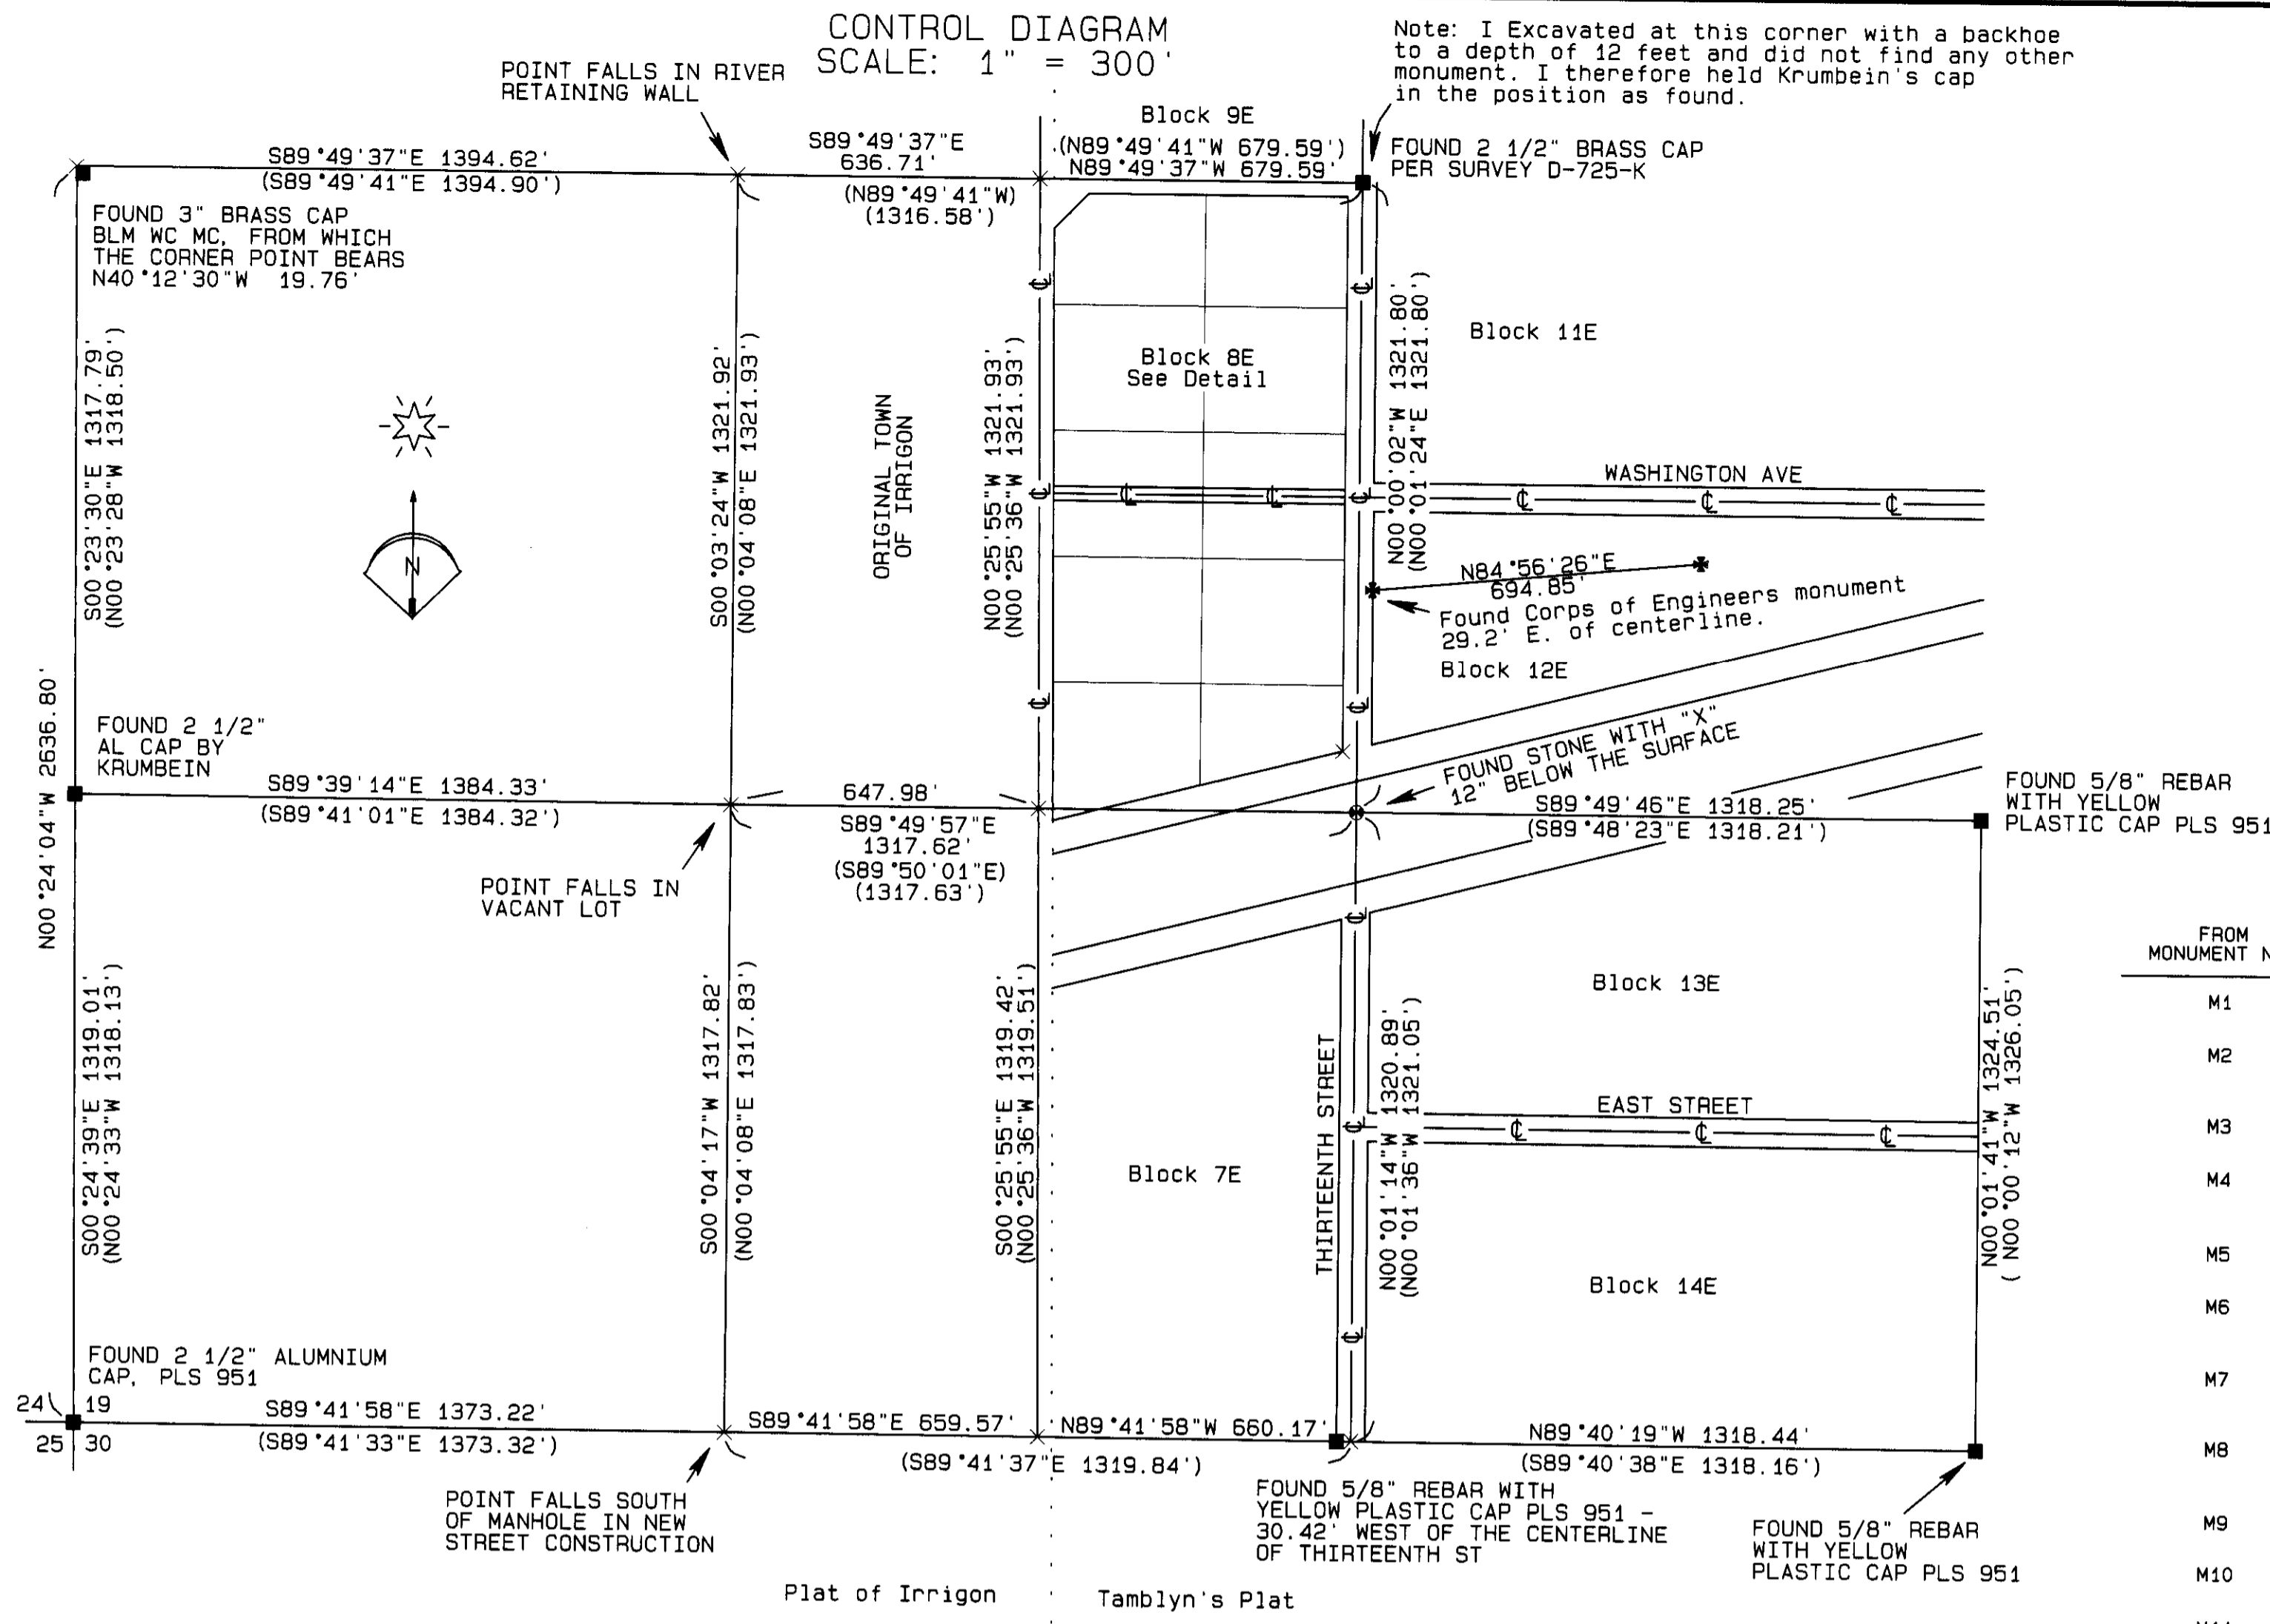 CONTROL DIAGRAM
SCALE: 1" = 300'
Note: I Excavated at this corner with a backhoe
to a depth of 12 feet and did not find any other
monument. I therefore held Krumbein's cap
in the position as found.
POINT FALLS IN RIVER
RETAINING WALL
Block 9E
S89°49'37"E 1394.62'
(S89°49'41"E 1394.90')
S89°49'37"E
636.71'
(N89°49'41"W)
(1316.58')
(N89°49'41"W 679.59')
N89°49'37"W 679.59'
FOUND 2 1/2" BRASS CAP
PER SURVEY D-725-K
FOUND 3" BRASS CAP
BLM WC MC, FROM WHICH
THE CORNER POINT BEARS
N40°12'30"W 19.76'
S00°23'30"E 1317.79'
(N00°23'28"W 1318.50')
N
S00°03'24"W 1321.92'
(N00°04'08"E 1321.93')
ORIGINAL TOWN
OF IRRIGON
N00°25'55"W 1321.93'
(N00°25'36"W 1321.93')
Block 8E
See Detail
N00°00'02"W 1321.80'
(N00°01'24"E 1321.80')
Block 11E
WASHINGTON AVE
N84°56'26"E
694.85'
Found Corps of Engineers monument
29.2' E. of centerline.
Block 12E
FOUND STONE WITH "X"
12" BELOW THE SURFACE
N00°24'04"W 2636.80'
FOUND 2 1/2"
AL CAP BY
KRUMBEIN
S89°39'14"E 1384.33'
(S89°41'01"E 1384.32')
647.98'
S89°49'57"E
1317.62'
(S89°50'01"E)
(1317.63')
S89°49'46"E 1318.25'
(S89°48'23"E 1318.21')
FOUND 5/8" REBAR
WITH YELLOW
PLASTIC CAP PLS 951
POINT FALLS IN
VACANT LOT
S00°24'39"E 1319.01'
(N00°24'33"W 1318.13')
S00°04'17"W 1317.82'
(N00°04'08"E 1317.83')
S00°25'55"E 1319.42'
(N00°25'36"W 1319.51')
Block 7E
THIRTEENTH STREET
N00°01'14"W 1320.89'
(N00°01'36"W 1321.05')
Block 13E
EAST STREET
Block 14E
N00°01'41"W 1324.51'
( N00°00'12"W 1326.05')
FROM
MONUMENT N
M1
M2
M3
M4
M5
M6
M7
M8
M9
M10
FOUND 2 1/2" ALUMNIUM
CAP, PLS 951
24 19
25 30
S89°41'58"E 1373.22'
(S89°41'33"E 1373.32')
S89°41'58"E 659.57'
N89°41'58"W 660.17'
(S89°41'37"E 1319.84')
N89°40'19"W 1318.44'
(S89°40'38"E 1318.16')
POINT FALLS SOUTH
OF MANHOLE IN NEW
STREET CONSTRUCTION
FOUND 5/8" REBAR WITH
YELLOW PLASTIC CAP PLS 951 -
30.42' WEST OF THE CENTERLINE
OF THIRTEENTH ST
FOUND 5/8" REBAR
WITH YELLOW
PLASTIC CAP PLS 951
Plat of Irrigon
Tamblyn's Plat